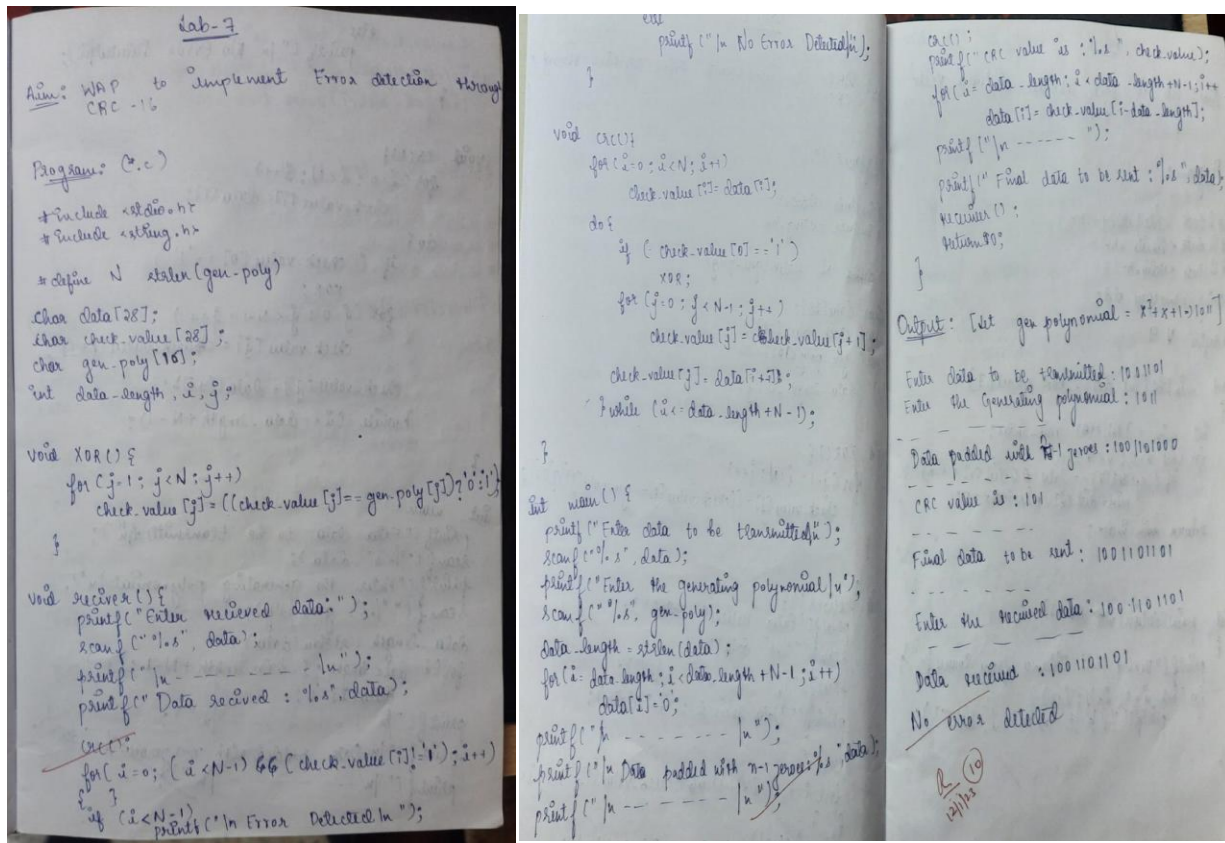 Lab-7
Aim: WAP to implement Error detection through
CRC-16
Program: (*.c)
#include <stdio.h>
#include <string.h>
#define N strlen(gen-poly)
char data[28];
char check-value[28];
char gen-poly[10];
int data-length, i, j;
void XOR() {
for (j=1; j<N; j++)
check-value[j] = ((check-value[j] == gen-poly[j])?'0':'1');
}
void reciver() {
printf("Enter recieved data:");
scanf("%s", data);
printf("\n - - - - - - \n");
printf("Data recived : %s", data);
crc();
for(i=0; (i<N-1) && (check-value[i]!='1'); i++)
{ }
if (i<N-1)
printf("\n Error Detected\n");
else
printf("\n No Error Detected\n");
}
void crc(){
for(i=0; i<N; i++)
check-value[i] = data[i];
do {
if (check-value[0]=='1')
XOR;
for (j=0; j<N-1; j++)
check-value[j] = check-value[j+1];
check-value[j] = data[i++];
} while (i<=data-length+N-1);
}
int main() {
printf("Enter data to be transmitted\n");
scanf("%s", data);
printf("Enter the generating polynomial\n");
scanf("%s", gen-poly);
data-length = strlen(data);
for(i=data-length; i<data-length+N-1; i++)
data[i]='0';
printf("\n - - - - - - \n");
printf("\n Data padded with n-1 zeroes:%s", data);
printf("\n - - - - - - \n");
crc();
printf("CRC value is : %s", check-value);
for(i=data-length; i<data-length+N-1; i++
data[i] = check-value[i-data-length];
printf("\n - - - - - - ");
printf("Final data to be sent : %s", data);
reciever();
return 0;
}
Output: [let gen polynomial = x³+x+1->1011]
Enter data to be transmitted : 1001101
Enter the Generating polynomial : 1011
- - - - - - - - - -
Data padded with n-1 zeroes : 1001101000
- - - - - - - - - -
CRC value is : 101
- - - - - - -
Final data to be sent : 1001101101
- - - - - - -
Enter the recieved data : 1001101101
- - - - - - -
Data recieved : 1001101101
No error detected
10
12/1/23